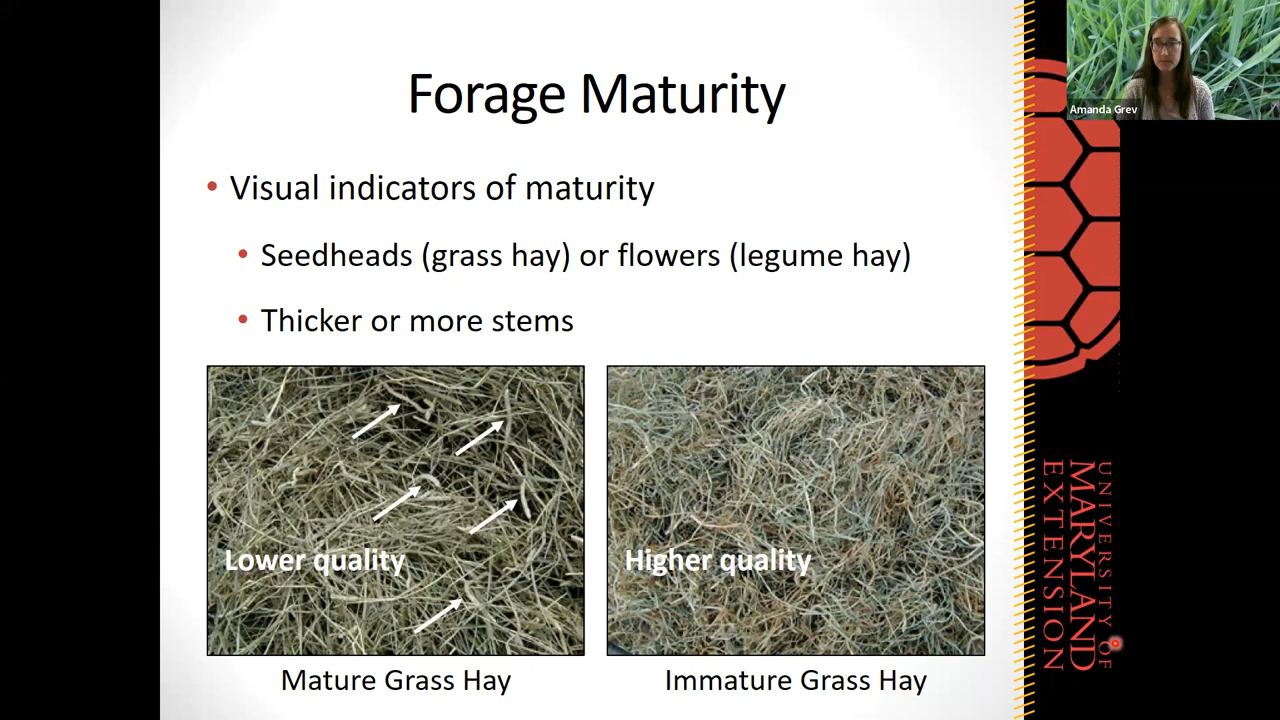 Forage Maturity
Amanda Grev
• Visual indicators of maturity
• Seedheads (grass hay) or flowers (legume hay)
• Thicker or more stems
Lower quality
Higher quality
Mature Grass Hay
Immature Grass Hay
UNIVERSITY OF
MARYLAND
EXTENSION